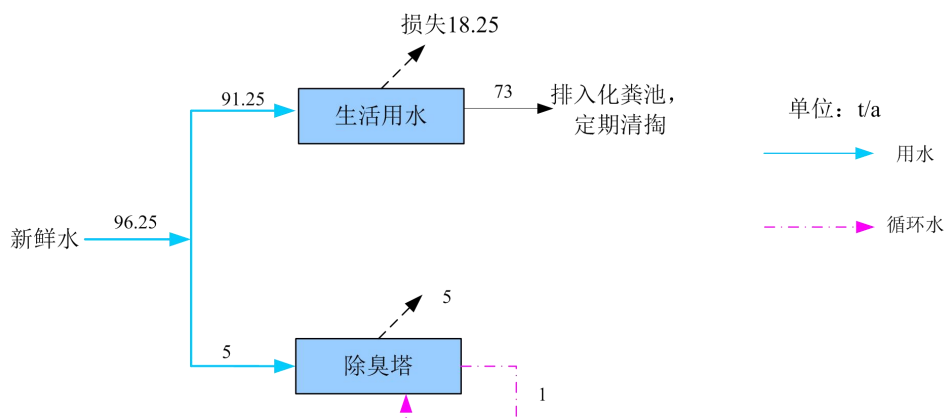 损失18.25
91.25
生活用水
73
排入化粪池，
定期清掏
单位：t/a
用水
新鲜水
96.25
循环水
5
5
除臭塔
1